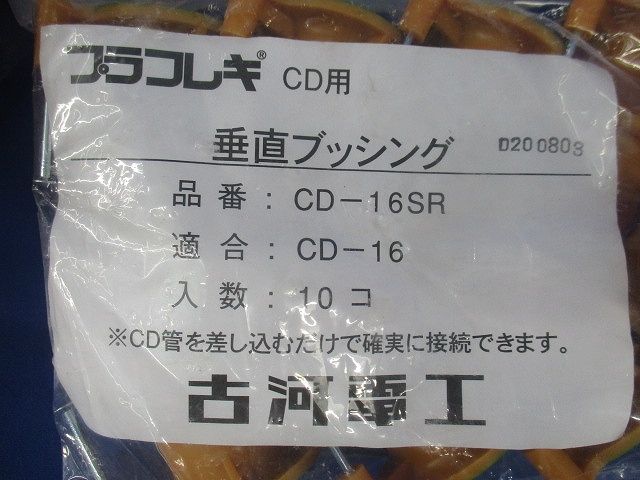 プラフレキ® CD用
垂直ブッシング D200803
品番: CD-16SR
適合: CD-16
入数: 10コ
※CD管を差し込むだけで確実に接続できます。
古河電工